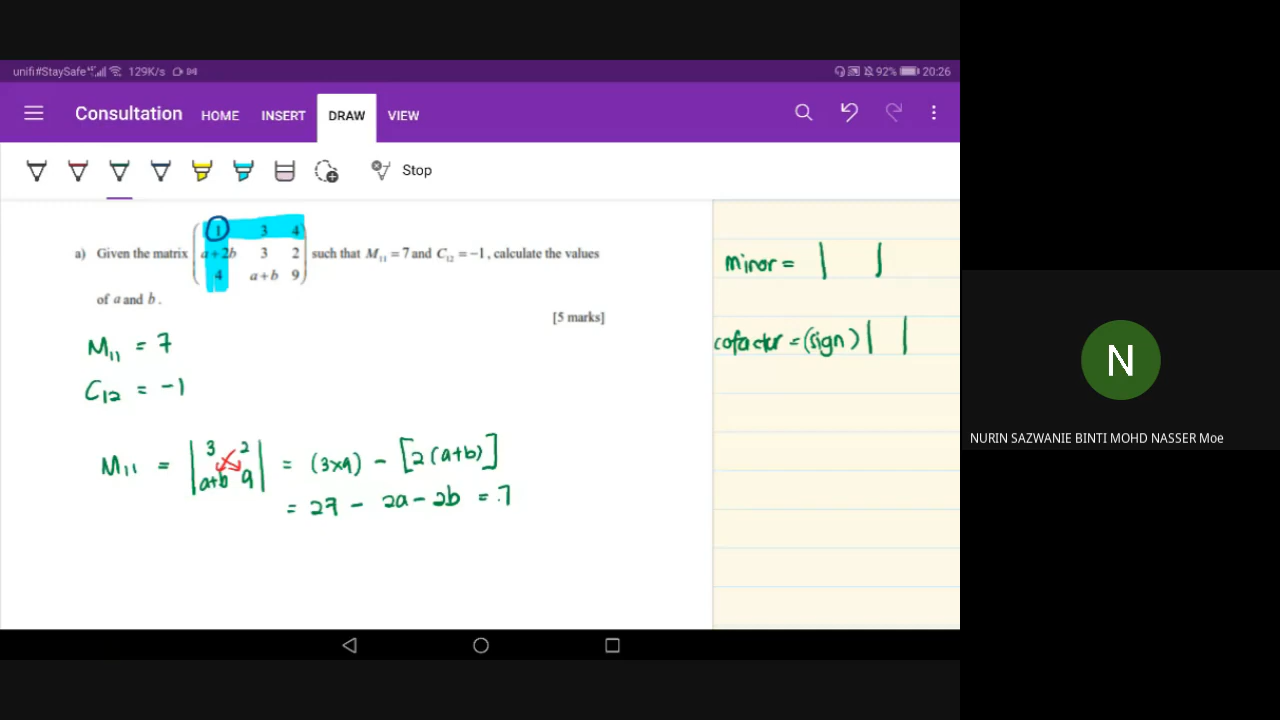 unifi#StaySafe 129K/s 92% 20:26
Consultation HOME INSERT DRAW VIEW
Stop
a) Given the matrix ( 1 3 4
a+2b 3 2
4 a+b 9 ) such that M₁₁ = 7 and C₁₂ = −1, calculate the values
of a and b.
[5 marks]
M₁₁ = 7
C₁₂ = −1
M₁₁ = | 3 2
a+b 9 | = (3×9) − [2(a+b)]
= 27 − 2a − 2b = 7
minor = | |
cofactor = (sign) | |
N
NURIN SAZWANIE BINTI MOHD NASSER Moe